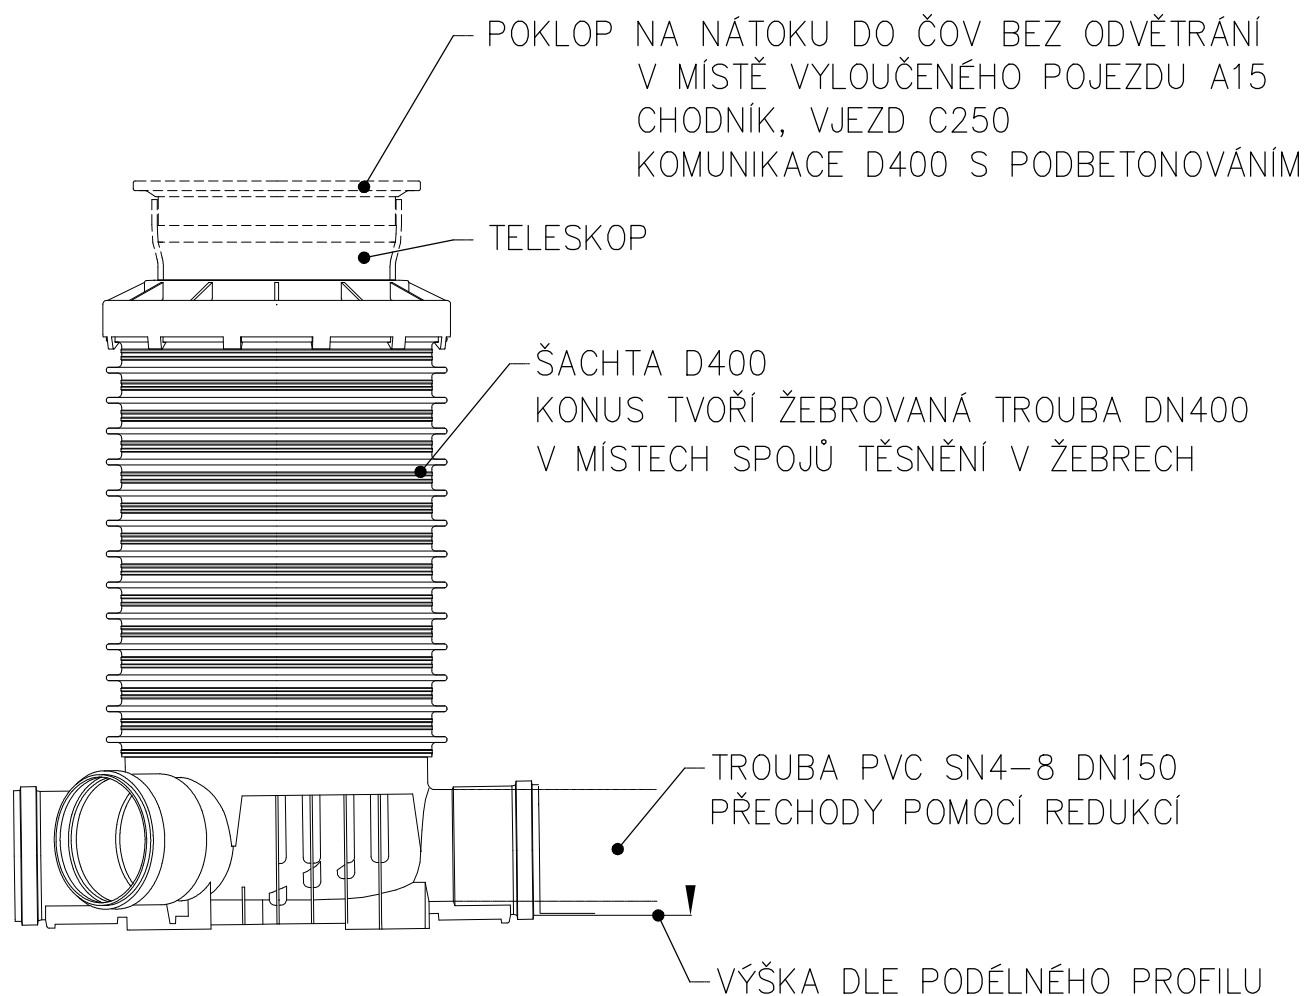 POKLOP NA NÁTOKU DO ČOV BEZ ODVĚTRÁNÍ
V MÍSTĚ VYLOUČENÉHO POJEZDU A15
CHODNÍK, VJEZD C250
KOMUNIKACE D400 S PODBETONOVÁNÍM
TELESKOP
ŠACHTA D400
KONUS TVOŘÍ ŽEBROVANÁ TROUBA DN400
V MÍSTECH SPOJŮ TĚSNĚNÍ V ŽEBRECH
TROUBA PVC SN4-8 DN150
PŘECHODY POMOCÍ REDUKCÍ
VÝŠKA DLE PODÉLNÉHO PROFILU